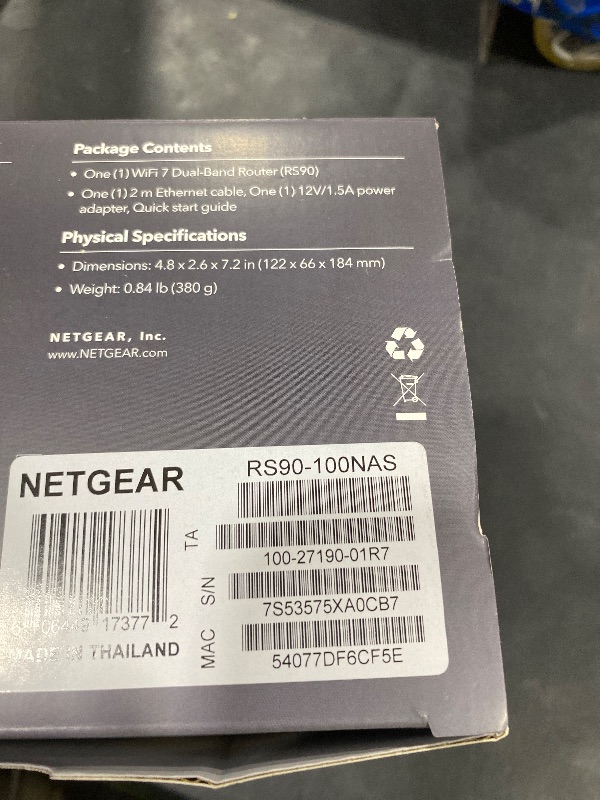 Package Contents
• One (1) WiFi 7 Dual-Band Router (RS90)
• One (1) 2 m Ethernet cable, One (1) 12V/1.5A power
adapter, Quick start guide
Physical Specifications
• Dimensions: 4.8 x 2.6 x 7.2 in (122 x 66 x 184 mm)
• Weight: 0.84 lb (380 g)
NETGEAR, Inc.
www.NETGEAR.com
NETGEAR
RS90-100NAS
TA
100-27190-01R7
S/N
7S53575XA0CB7
MAC
54077DF6CF5E
17377 2
MADE IN THAILAND